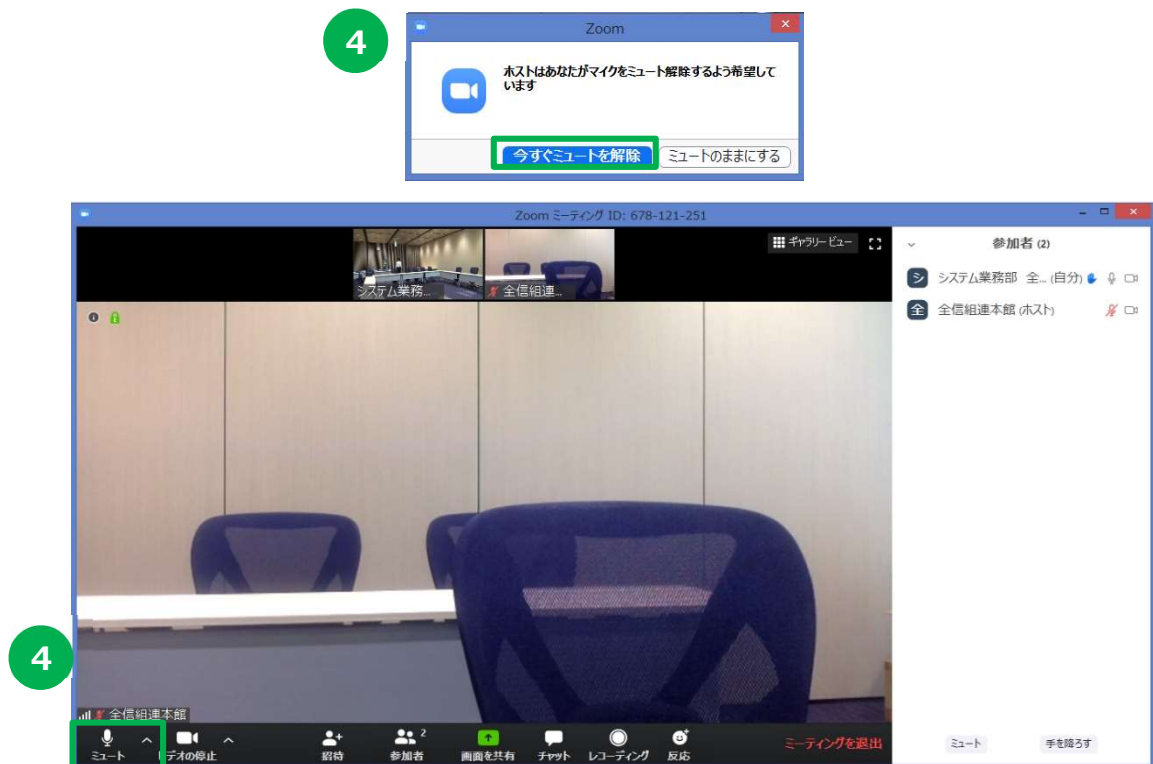 4
Zoom
ホストはあなたがマイクをミュート解除するよう希望して
います
今すぐミュートを解除
ミュートのままにする
Zoom ミーティング ID: 678-121-251
システム業務...
全信組連...
ギャラリービュー
参加者 (2)
シ システム業務部 全... (自分)
全 全信組連本館 (ホスト)
全信組連本館
4
ミュート
デオの停止
招待
参加者 2
画面を共有
チャット
レコーディング
反応
ミーティングを退出
ミュート
手を降ろす